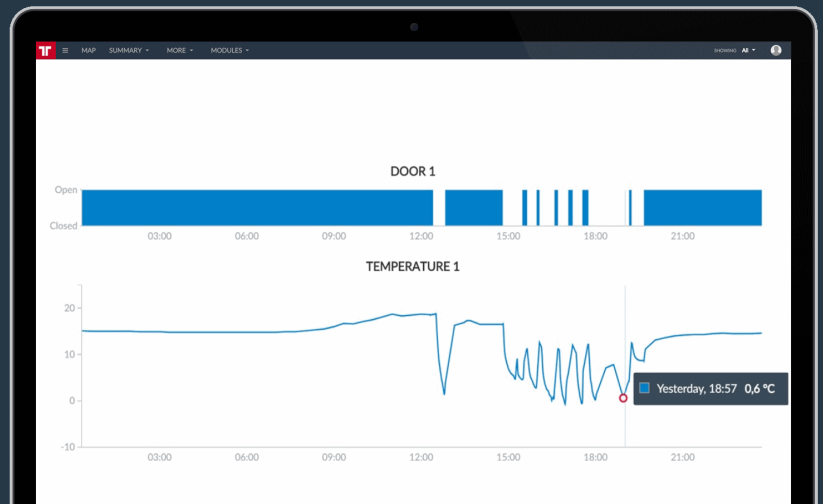 MAP SUMMARY MORE MODULES SHOWING All
DOOR 1
Open
Closed
03:00 06:00 09:00 12:00 15:00 18:00 21:00
TEMPERATURE 1
20
10
0
Yesterday, 18:57 0,6 °C
-10
03:00 06:00 09:00 12:00 15:00 18:00 21:00